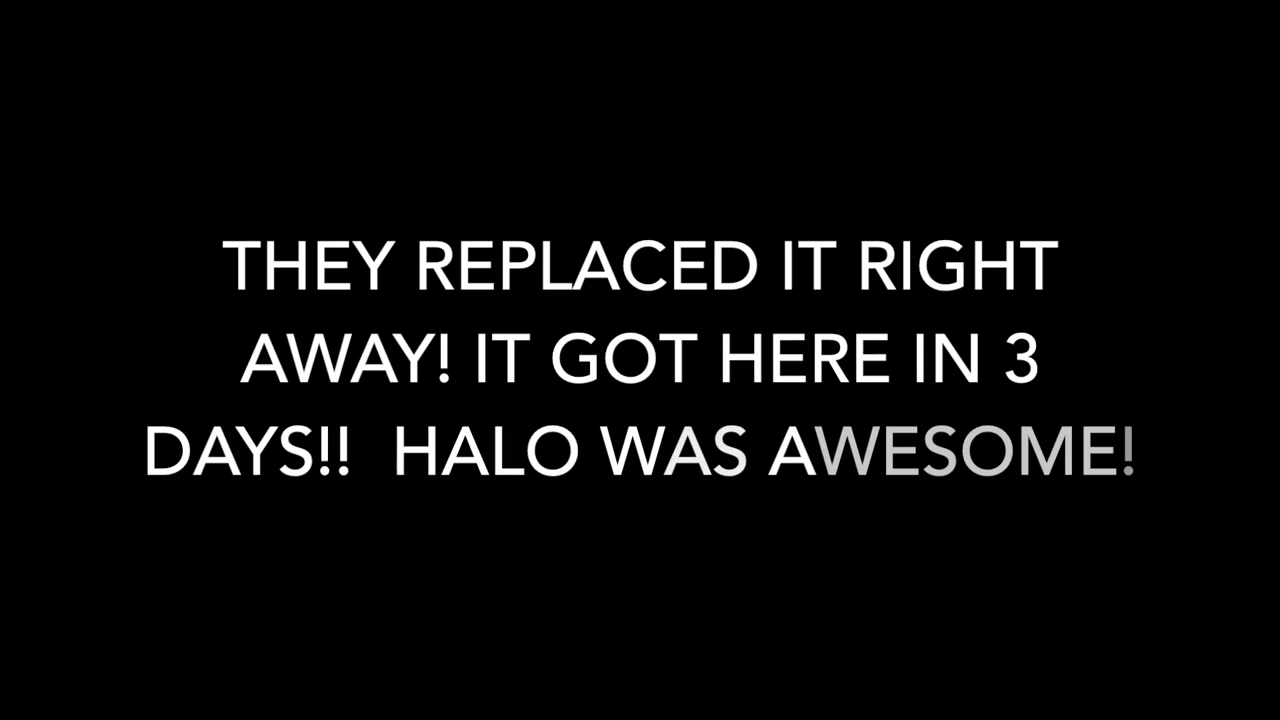 THEY REPLACED IT RIGHT
AWAY! IT GOT HERE IN 3
DAYS!!  HALO WAS AWESOME!